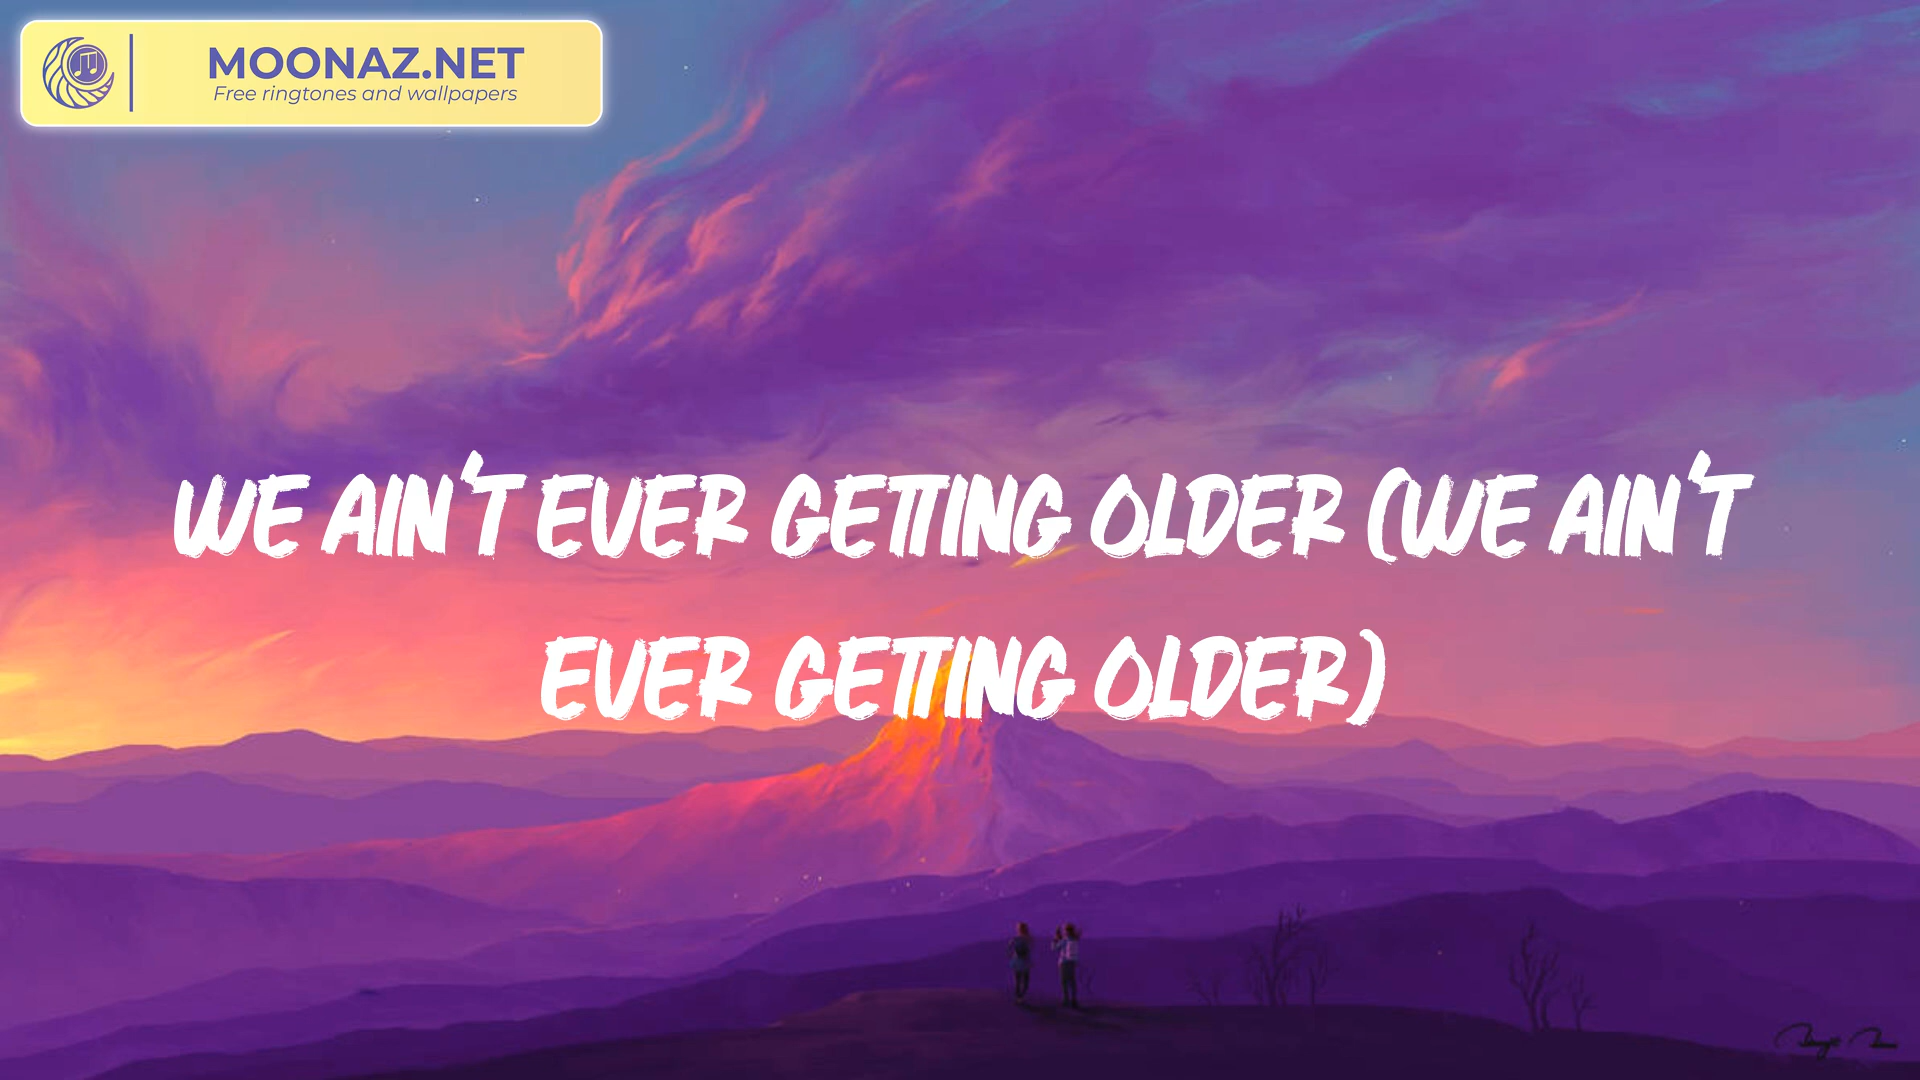 MOONAZ.NET
Free ringtones and wallpapers
WE AIN'T EVER GETTING OLDER (WE AIN'T
EVER GETTING OLDER)